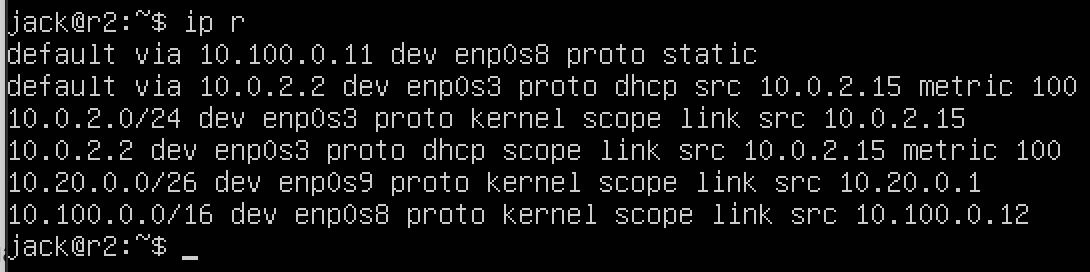 jack@r2:~$ ip r
default via 10.100.0.11 dev enp0s8 proto static
default via 10.0.2.2 dev enp0s3 proto dhcp src 10.0.2.15 metric 100
10.0.2.0/24 dev enp0s3 proto kernel scope link src 10.0.2.15
10.0.2.2 dev enp0s3 proto dhcp scope link src 10.0.2.15 metric 100
10.20.0.0/26 dev enp0s9 proto kernel scope link src 10.20.0.1
10.100.0.0/16 dev enp0s8 proto kernel scope link src 10.100.0.12
jack@r2:~$ _